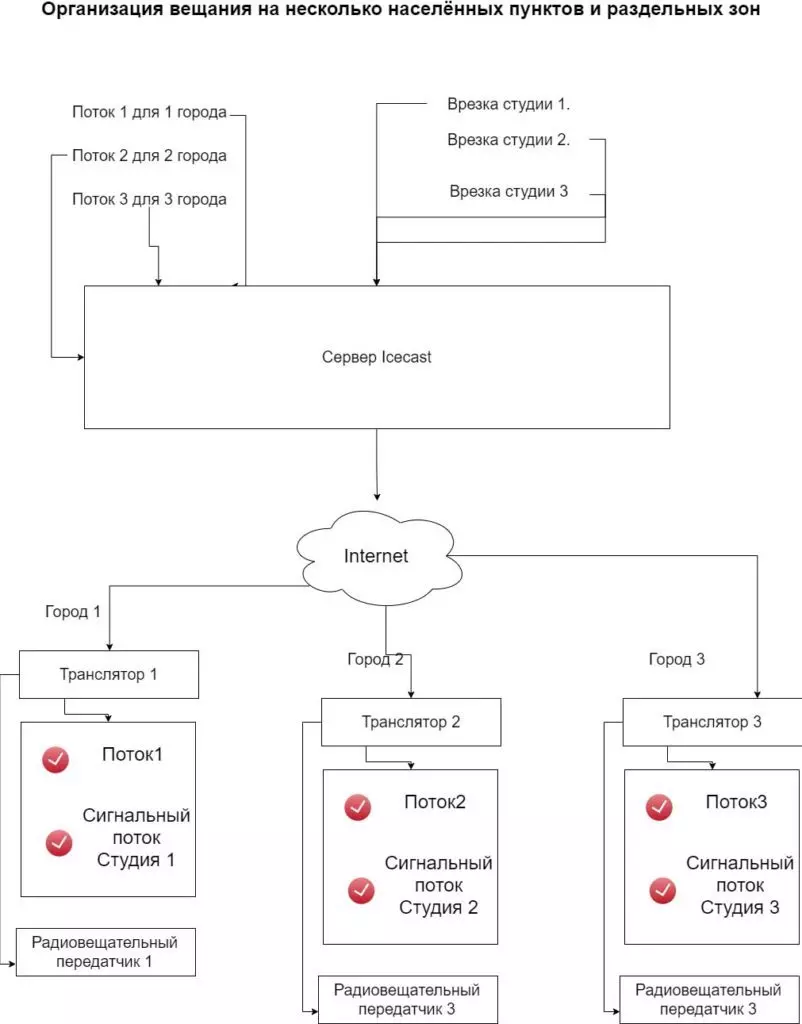 Организация вещания на несколько населённых пунктов и раздельных зон
Поток 1 для 1 города
Поток 2 для 2 города
Поток 3 для 3 города
Врезка студии 1.
Врезка студии 2.
Врезка студии 3
Сервер Icecast
Internet
Город 1
Транслятор 1
Поток1
Сигнальный
поток
Студия 1
Радиовещательный
передатчик 1
Город 2
Транслятор 2
Поток2
Сигнальный
поток
Студия 2
Радиовещательный
передатчик 3
Город 3
Транслятор 3
Поток3
Сигнальный
поток
Студия 3
Радиовещательный
передатчик 3